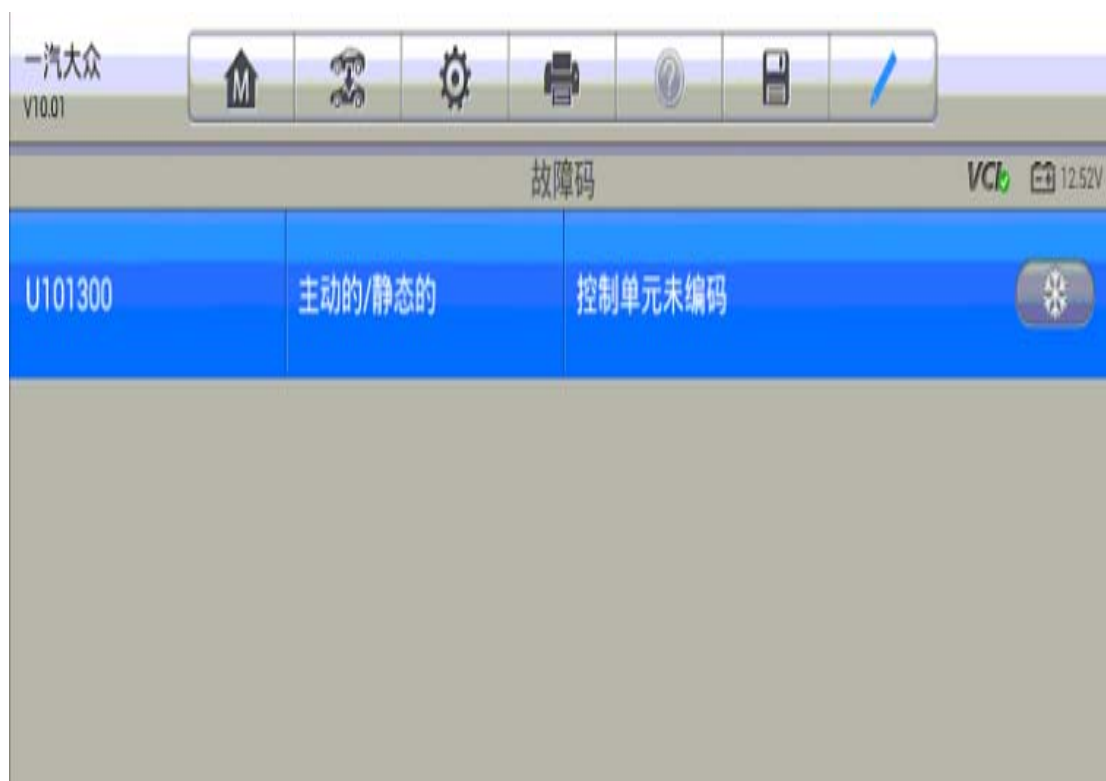 一汽大众
V10.01
M
?
故障码
VCI
12.52V
U101300
主动的/静态的
控制单元未编码